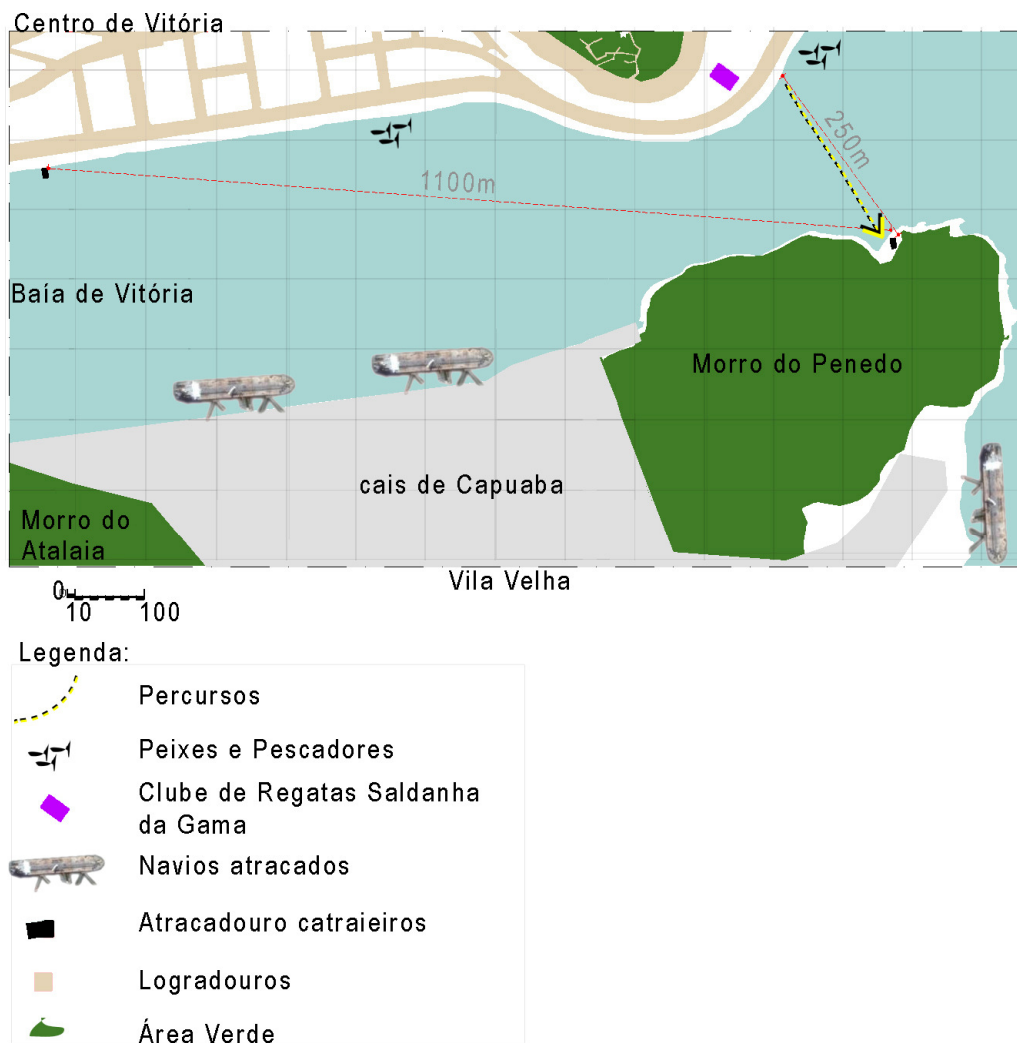 Centro de Vitória
250m
1100m
Baía de Vitória
Morro do Penedo
cais de Capuaba
Morro do
Atalaia
Vila Velha
0
10 100
Legenda:
Percursos
Peixes e Pescadores
Clube de Regatas Saldanha
da Gama
Navios atracados
Atracadouro catraieiros
Logradouros
Área Verde